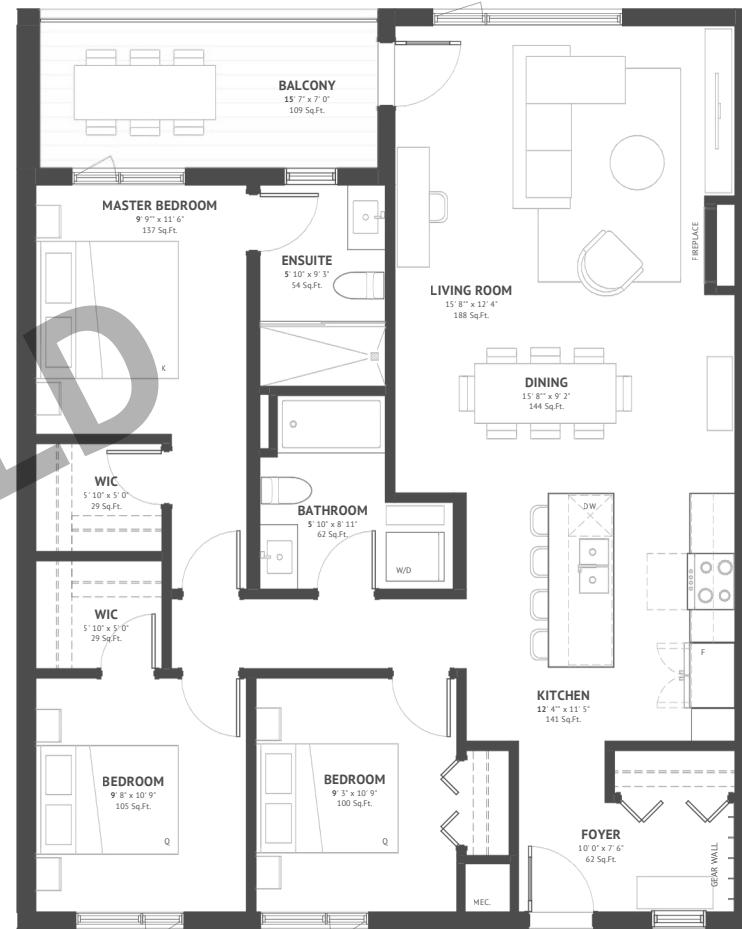 BALCONY
15' 7" x 7' 0"
109 Sq.Ft.
MASTER BEDROOM
9' 9"" x 11' 6"
137 Sq.Ft.
ENSUITE
5' 10" x 9' 3"
54 Sq.Ft.
FIREPLACE
LIVING ROOM
15' 8"" x 12' 4"
188 Sq.Ft.
K
LD
DINING
15' 8"" x 9' 2"
144 Sq.Ft.
WIC
5' 10" x 5' 0"
29 Sq.Ft.
BATHROOM
5' 10" x 8' 11"
62 Sq.Ft.
DW
W/D
WIC
5' 10" x 5' 0"
29 Sq.Ft.
F
KITCHEN
12' 4"" x 11' 5"
141 Sq.Ft.
BEDROOM
9' 8" x 10' 9"
105 Sq.Ft.
Q
BEDROOM
9' 3" x 10' 9"
100 Sq.Ft.
Q
FOYER
10' 0" x 7' 6"
62 Sq.Ft.
GEAR WALL
MEC.